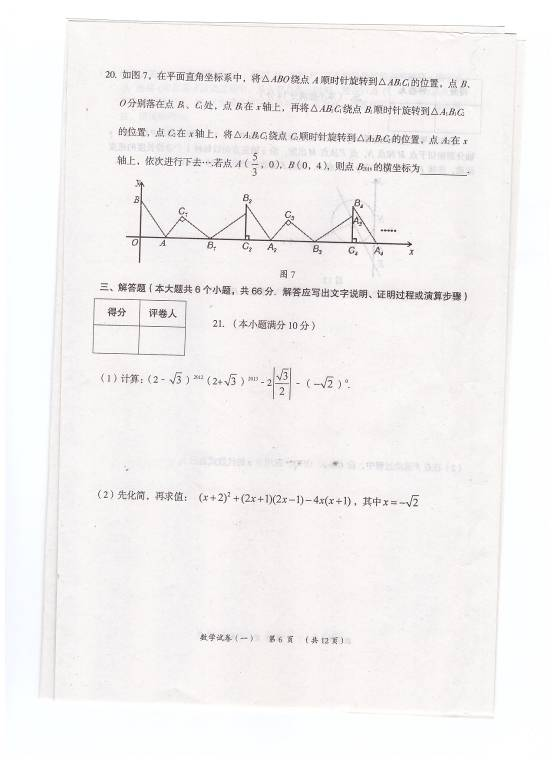 20. 如图7，在平面直角坐标系中，将△ABO绕点A顺时针旋转到△AB₁C₁的位置，点B、
O分别落在点B₁、C₁处，点B₁在x轴上，再将△AB₁C₁绕点B₁顺时针旋转到△A₁B₁C₂
的位置，点C₂在x轴上，将△A₁B₁C₂绕点C₂顺时针旋转到△A₂B₂C₂的位置，点A₂在x
轴上，依次进行下去…若点A（5/3，0），B（0，4），则点B的横坐标为______.
y
B
C₁
B₂
C₃
B₄
A₃
O A B₁ C₂ A₂ B₃ C₄ A₄ x
……
图7
三、解答题（本大题共6个小题，共66分．解答应写出文字说明、证明过程或演算步骤）
得分 评卷人
21. （本小题满分10分）
（1）计算：（2－√3）²⁰¹²（2+√3）²⁰¹³－2|√3/2|－（－√2）⁰.
（2）先化简，再求值： (x+2)²+(2x+1)(2x−1)−4x(x+1)，其中x=−√2
数学试卷（一） 第6页 （共12页）